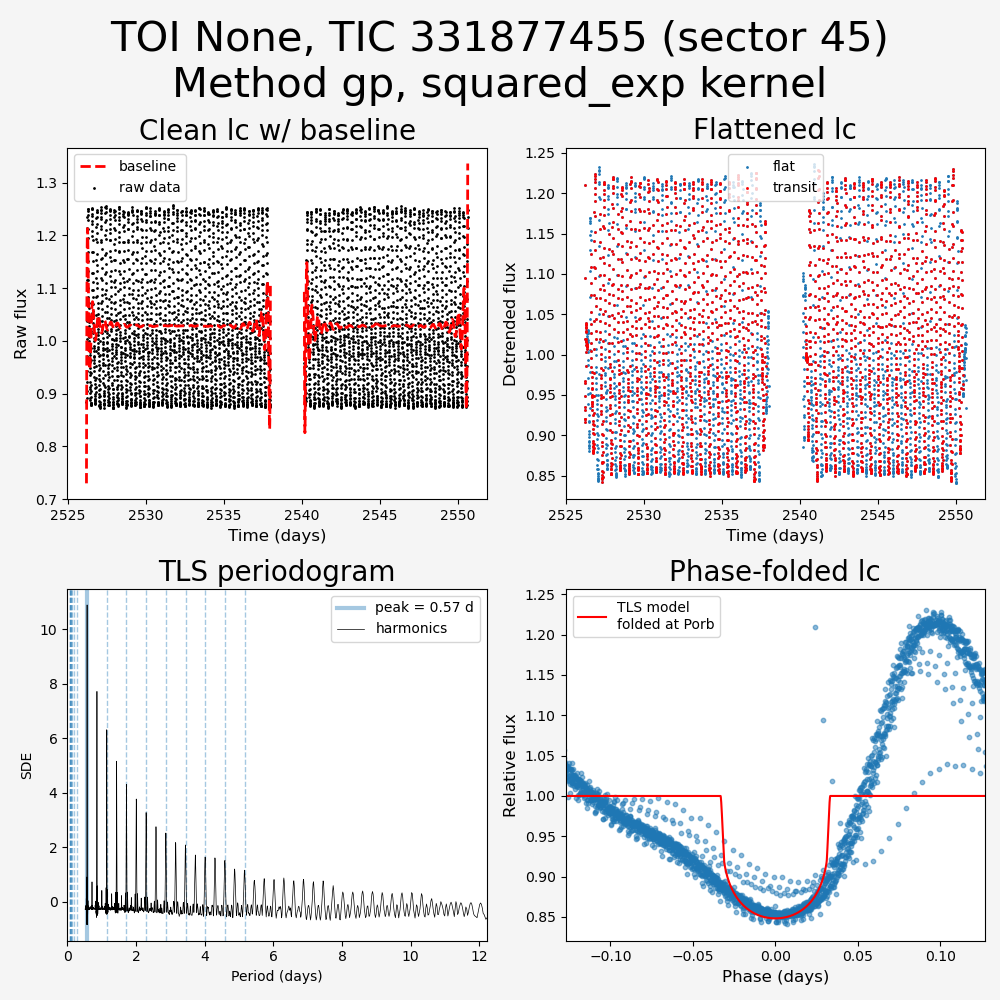 TOI None, TIC 331877455 (sector 45)
Method gp, squared_exp kernel
Clean lc w/ baseline
baseline
raw data
Raw flux
1.3
1.2
1.1
1.0
0.9
0.8
0.7
2525 2530 2535 2540 2545 2550
Time (days)
Flattened lc
flat
transit
Detrended flux
1.25
1.20
1.15
1.10
1.05
1.00
0.95
0.90
0.85
2525 2530 2535 2540 2545 2550
Time (days)
TLS periodogram
peak = 0.57 d
harmonics
SDE
10
8
6
4
2
0
0 2 4 6 8 10 12
Period (days)
Phase-folded lc
TLS model
folded at Porb
Relative flux
1.25
1.20
1.15
1.10
1.05
1.00
0.95
0.90
0.85
−0.10 −0.05 0.00 0.05 0.10
Phase (days)